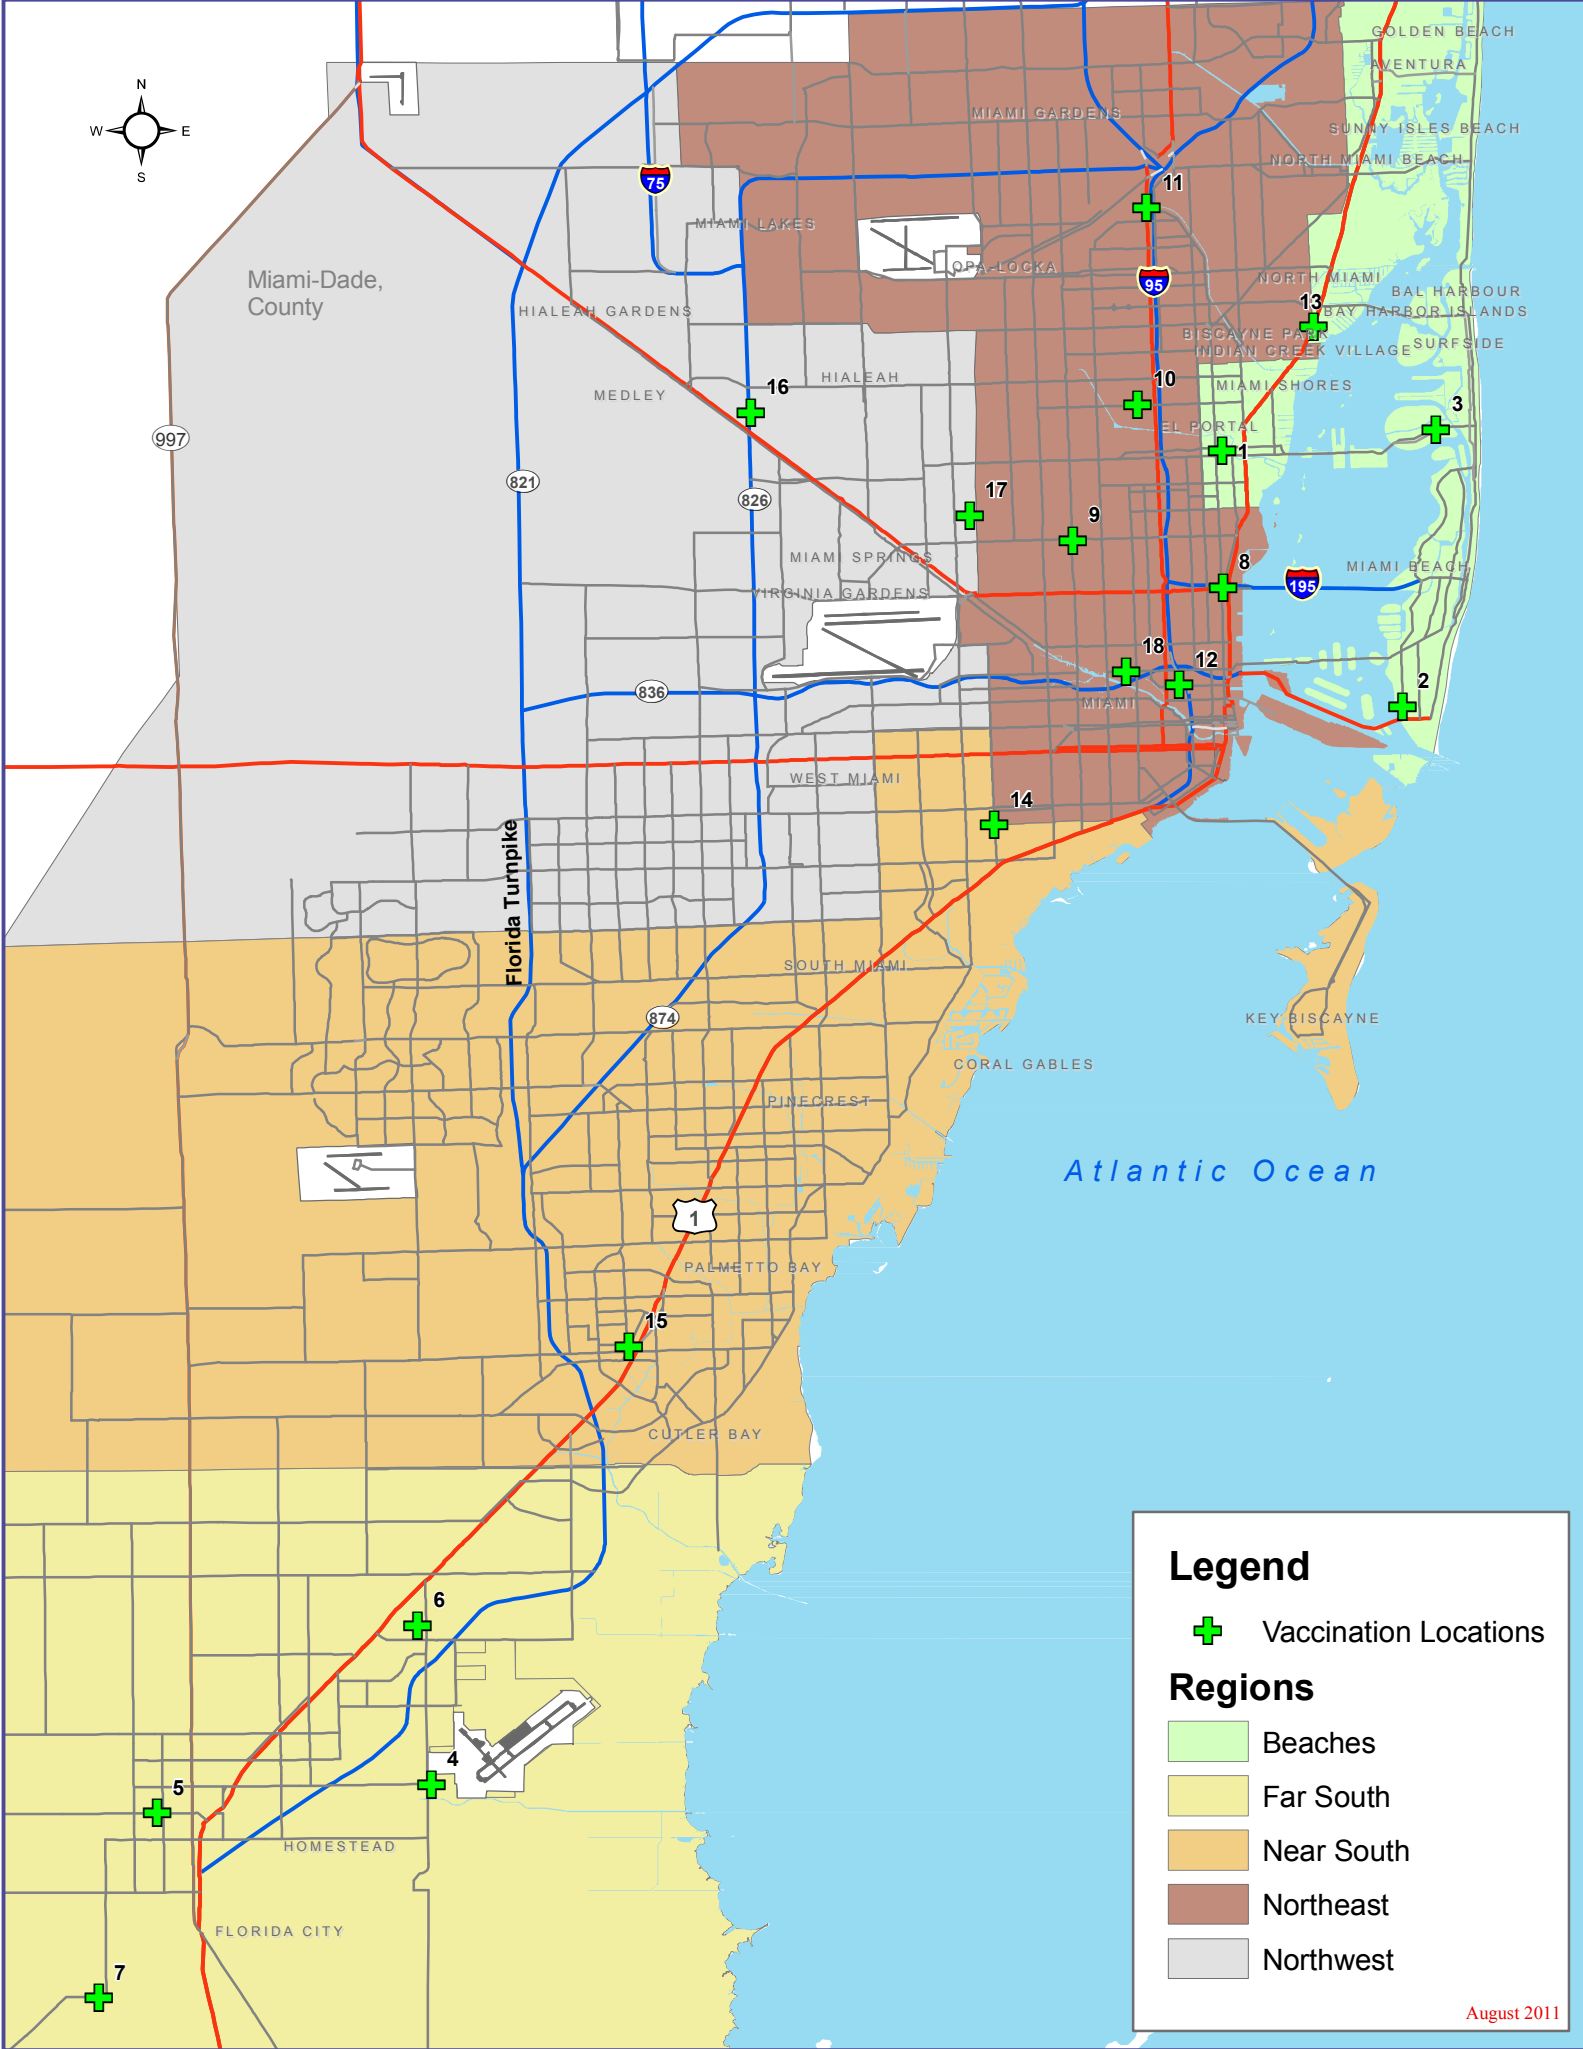 GOLDEN BEACH
AVENTURA
N
W E
S
MIAMI GARDENS
SUNNY ISLES BEACH
NORTH MIAMI BEACH
75
11
MIAMI LAKES
OPA-LOCKA
Miami-Dade,
County
95
NORTH MIAMI
BAL HARBOUR
13
HIALEAH GARDENS
BAY HARBOR ISLANDS
BISCAYNE PARK
INDIAN CREEK VILLAGE
SURFSIDE
16
HIALEAH
10
MIAMI SHORES
MEDLEY
3
EL PORTAL
997
1
821
826
17
9
MIAMI SPRINGS
8
MIAMI BEACH
195
VIRGINIA GARDENS
18
12
836
MIAMI
2
WEST MIAMI
14
Florida Turnpike
SOUTH MIAMI
874
KEY BISCAYNE
CORAL GABLES
PINECREST
Atlantic Ocean
1
PALMETTO BAY
15
CUTLER BAY
6
4
5
HOMESTEAD
FLORIDA CITY
7
Legend
Vaccination Locations
Regions
Beaches
Far South
Near South
Northeast
Northwest
August 2011